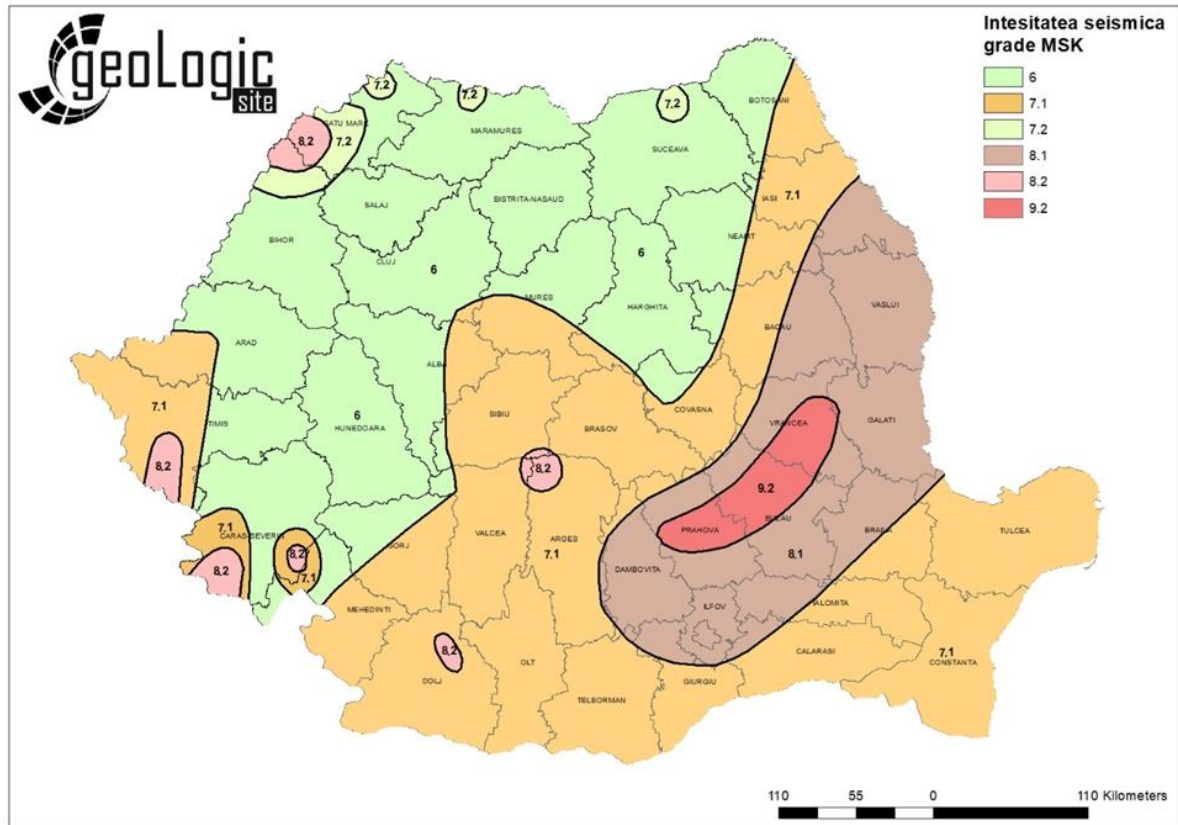 geoLogic
site
Intesitatea seismica
grade MSK
6
7.1
7.2
8.1
8.2
9.2
7,2
7,2
7,2
BOTOSANI
SATU MARE
8,2
7,2
MARAMURES
SUCEAVA
SALAJ
BISTRITA-NASAUD
IASI
7.1
BIHOR
CLUJ
6
6
NEAMT
MURES
HARGHITA
VASLUI
BACAU
ARAD
ALBA
7.1
SIBIU
COVASNA
TIMIS
6
HUNEDOARA
BRASOV
VRANCEA
GALATI
8,2
8,2
9.2
7.1
CARAS-SEVERIN
GORJ
VALCEA
ARGES
7.1
PRAHOVA
BUZAU
BRAILA
TULCEA
8,2
8,2
7.1
DAMBOVITA
8,1
MEHEDINTI
ILFOV
IALOMITA
8,2
DOLJ
OLT
CALARASI
7.1
CONSTANTA
TELEORMAN
GIURGIU
110 55 0 110 Kilometers